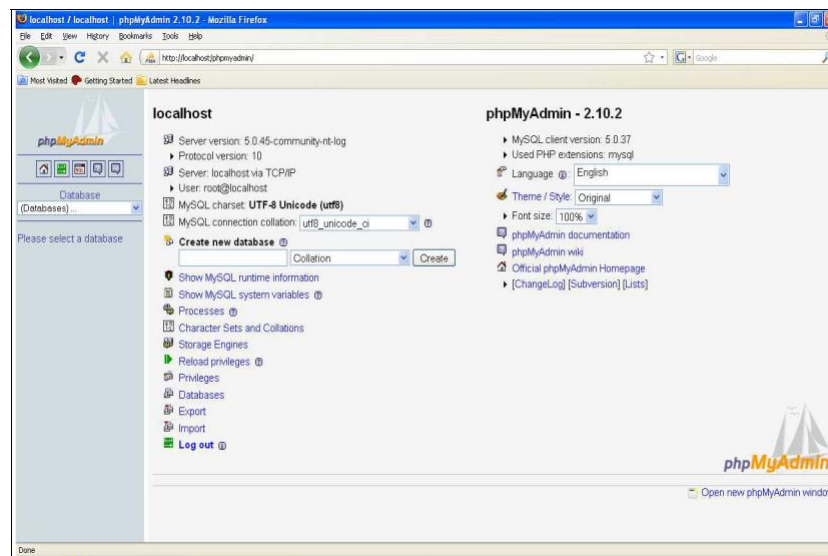 localhost / localhost | phpMyAdmin 2.10.2 - Mozilla Firefox
File Edit View History Bookmarks Tools Help
http://localhost/phpmyadmin/
Google
Most Visited Getting Started Latest Headlines
phpMyAdmin
Database
(Databases) ...
Please select a database
localhost
Server version: 5.0.45-community-nt-log
Protocol version: 10
Server: localhost via TCP/IP
User: root@localhost
MySQL charset: UTF-8 Unicode (utf8)
MySQL connection collation: utf8_unicode_ci
Create new database
Collation Create
Show MySQL runtime information
Show MySQL system variables
Processes
Character Sets and Collations
Storage Engines
Reload privileges
Privileges
Databases
Export
Import
Log out
phpMyAdmin - 2.10.2
MySQL client version: 5.0.37
Used PHP extensions: mysql
Language: English
Theme / Style: Original
Font size: 100%
phpMyAdmin documentation
phpMyAdmin wiki
Official phpMyAdmin Homepage
[ChangeLog] [Subversion] [Lists]
phpMyAdmin
Open new phpMyAdmin windo
Done